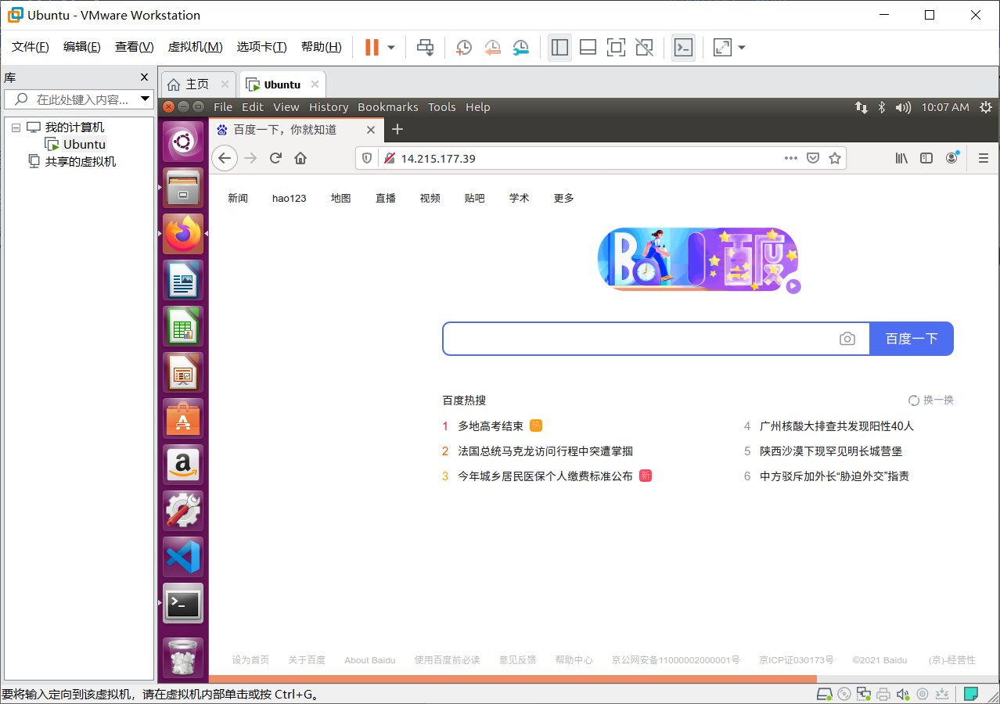 Ubuntu - VMware Workstation
文件(F) 编辑(E) 查看(V) 虚拟机(M) 选项卡(T) 帮助(H)
库
主页
Ubuntu
在此处键入内容...
我的计算机
Ubuntu
共享的虚拟机
File Edit View History Bookmarks Tools Help
10:07 AM
百度一下，你就知道
14.215.177.39
新闻 hao123 地图 直播 视频 贴吧 学术 更多
百度一下
百度热搜
换一换
1 多地高考结束 热
4 广州核酸大排查共发现阳性40人
2 法国总统马克龙访问行程中突遭掌掴
5 陕西沙漠下现罕见明长城营堡
3 今年城乡居民医保个人缴费标准公布 新
6 中方驳斥加外长“胁迫外交”指责
设为首页 关于百度 About Baidu 使用百度前必读 意见反馈 帮助中心 京公网安备11000002000001号 京ICP证030173号 ©2021 Baidu (京)-经营性
要将输入定向到该虚拟机，请在虚拟机内部单击或按 Ctrl+G。